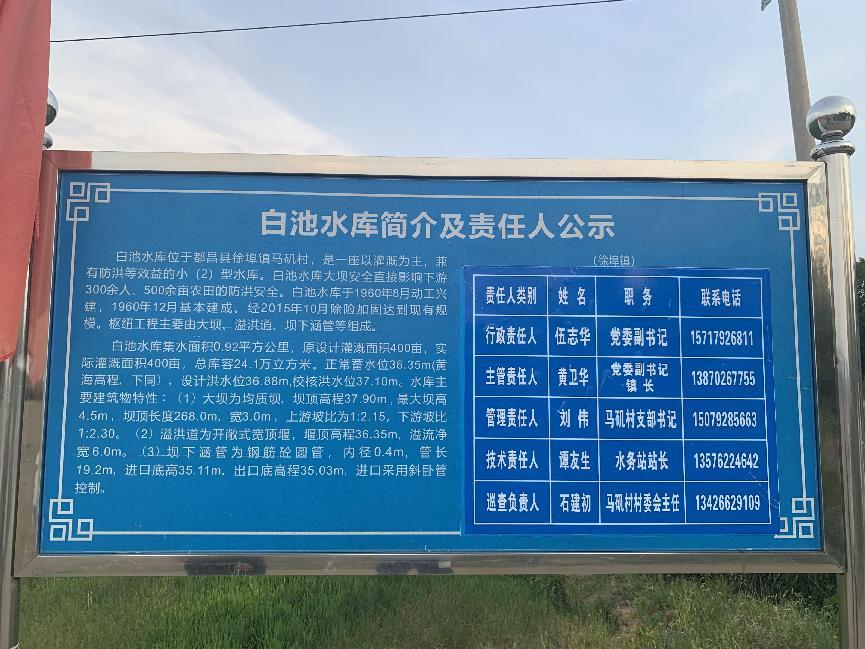 白池水库简介及责任人公示
白池水库位于都昌县徐埠镇马矶村，是一座以灌溉为主，兼
有防洪等效益的小（2）型水库。白池水库大坝安全直接影响下游
300余人、500余亩农田的防洪安全。白池水库于1960年8月动工兴
建，1960年12月基本建成。经2015年10月除险加固达到现有规
模。枢纽工程主要由大坝、溢洪道、坝下涵管等组成。
白池水库集水面积0.92平方公里，原设计灌溉面积400亩，实
际灌溉面积400亩，总库容24.1万立方米。正常蓄水位36.35m(黄
海高程，下同），设计洪水位36.88m,校核洪水位37.10m。水库主
要建筑物特性：（1）大坝为均质坝，坝顶高程37.90m，最大坝高
4.5m，坝顶长度268.0m，宽3.0m，上游坡比为1:2.15，下游坡比
1:2.30。（2）溢洪道为开敞式宽顶堰，堰顶高程36.35m，溢流净
宽6.0m。（3）坝下涵管为钢筋砼圆管，内径0.4m，管长
19.2m，进口底高35.11m，出口底高程35.03m，进口采用斜卧管
控制。
（徐埠镇）
责任人类别 姓名 职务 联系电话
行政责任人 伍志华 党委副书记 15717926811
主管责任人 黄卫华 党委副书记 镇长 13870267755
管理责任人 刘伟 马矶村支部书记 15079285663
技术责任人 谭友生 水务站站长 13576224642
巡查负责人 石建初 马矶村村委会主任 13426629109